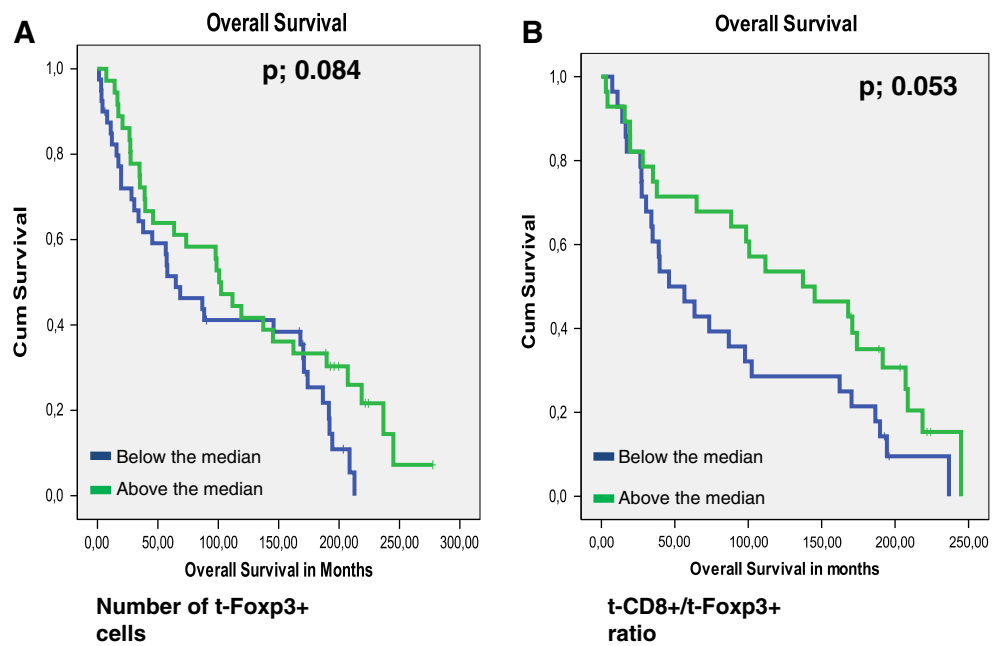 A
Overall Survival
p; 0.084
Cum Survival
1,0
0,8
0,6
0,4
0,2
0,0
Below the median
Above the median
0,00 50,00 100,00 150,00 200,00 250,00 300,00
Overall Survival in Months
Number of t-Foxp3+
cells
B
Overall Survival
p; 0.053
Cum Survival
1,0
0,8
0,6
0,4
0,2
0,0
Below the median
Above the median
0,00 50,00 100,00 150,00 200,00 250,00
Overall Survival in months
t-CD8+/t-Foxp3+
ratio